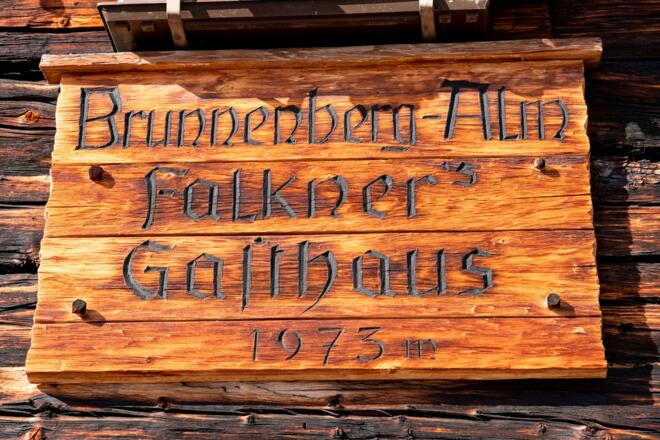 Brunnenberg-Alm
Falkner's
Gasthaus
1973 m